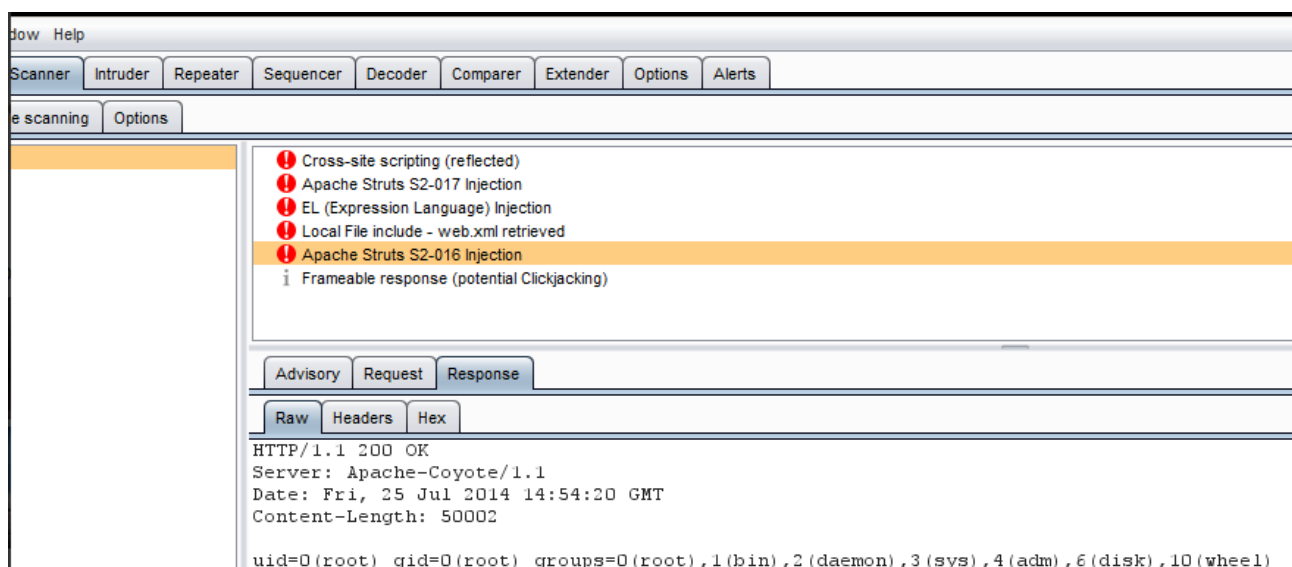 Help
Scanner Intruder Repeater Sequencer Decoder Comparer Extender Options Alerts
scanning Options
Cross-site scripting (reflected)
Apache Struts S2-017 Injection
EL (Expression Language) Injection
Local File include - web.xml retrieved
Apache Struts S2-016 Injection
Frameable response (potential Clickjacking)
Advisory Request Response
Raw Headers Hex
HTTP/1.1 200 OK
Server: Apache-Coyote/1.1
Date: Fri, 25 Jul 2014 14:54:20 GMT
Content-Length: 50002
uid=0(root) gid=0(root) groups=0(root),1(bin),2(daemon),3(sys),4(adm),6(disk),10(wheel)